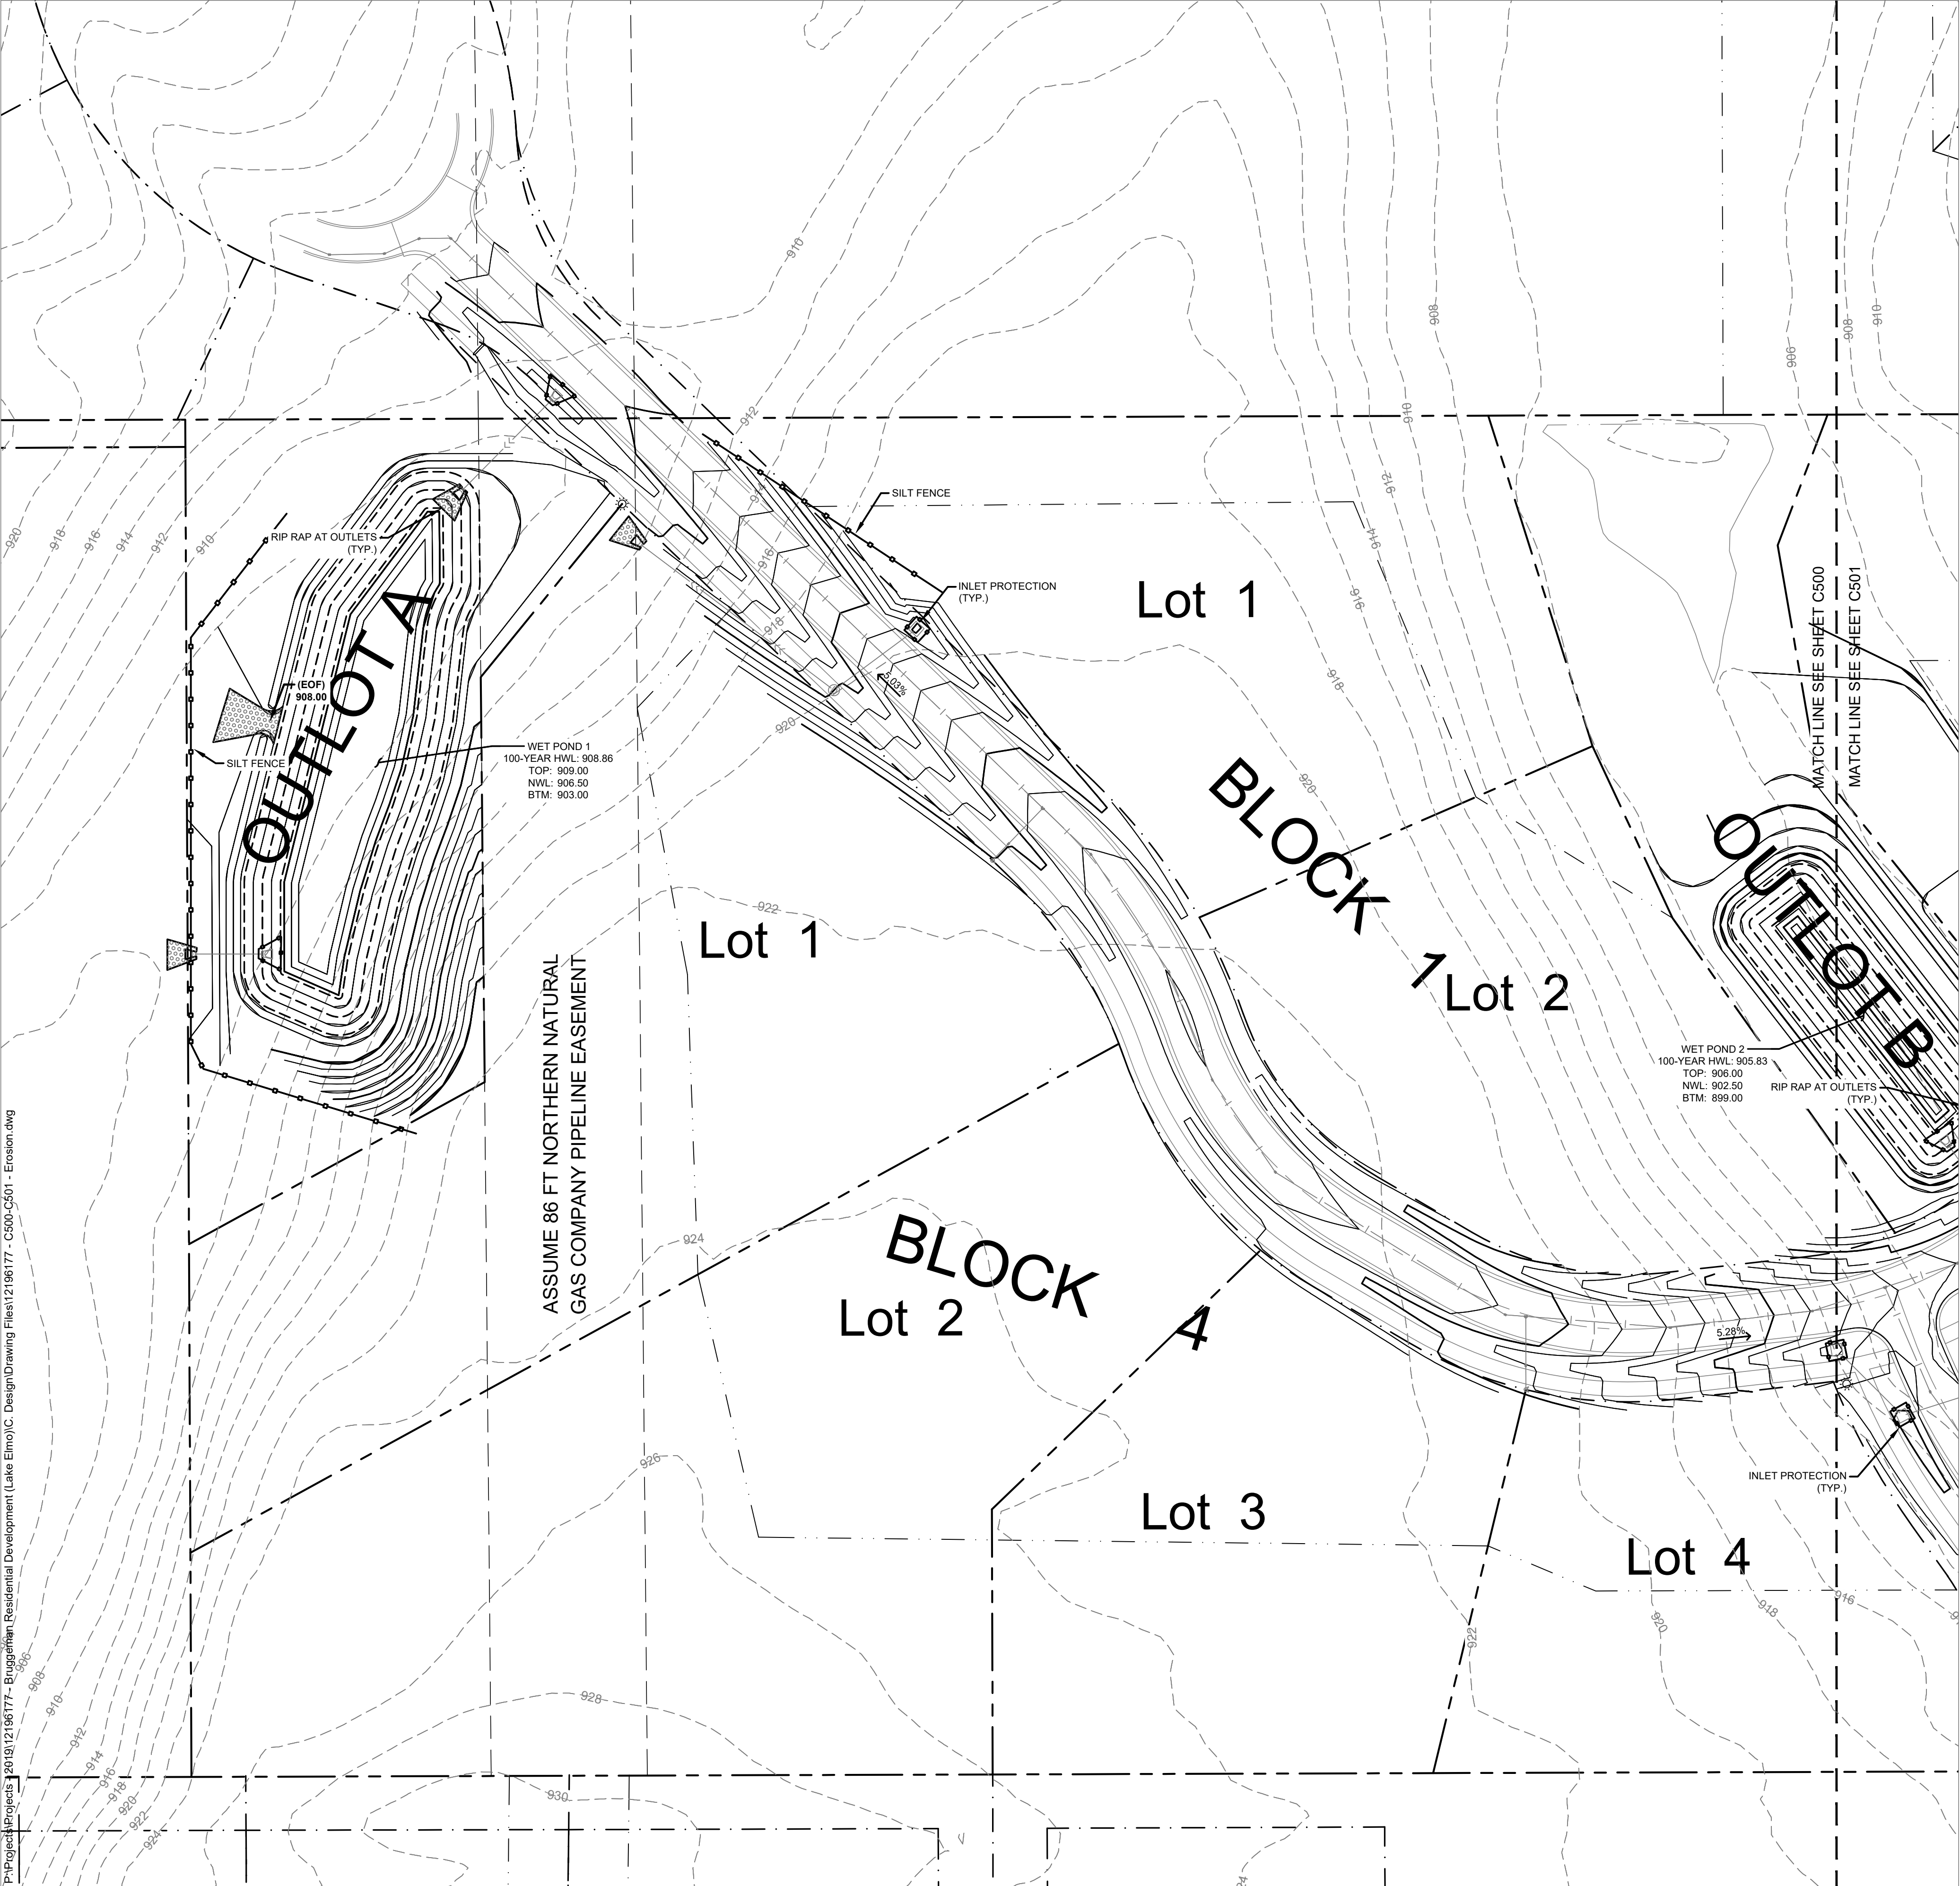 910
908
906
908
910
912
910
920
918
916
914
912
910
RIP RAP AT OUTLETS
(TYP.)
SILT FENCE
914
916
918
920
912
914
916
918
920
INLET PROTECTION
(TYP.)
5.03%
Lot 1
MATCH LINE SEE SHEET C500
MATCH LINE SEE SHEET C501
OUTLOT A
(EOF)
908.00
SILT FENCE
WET POND 1
100-YEAR HWL: 908.86
TOP: 909.00
NWL: 906.50
BTM: 903.00
BLOCK 1
OUTLOT B
922
Lot 1
Lot 2
ASSUME 86 FT NORTHERN NATURAL
GAS COMPANY PIPELINE EASEMENT
WET POND 2
100-YEAR HWL: 905.83
TOP: 906.00
NWL: 902.50
BTM: 899.00
RIP RAP AT OUTLETS
(TYP.)
924
BLOCK 4
Lot 2
5.28%
926
INLET PROTECTION
(TYP.)
Lot 3
Lot 4
922
920
918
916
928
930
906
908
910
912
914
916
918
920
922
924
P:\Projects\Projects - 2019\12196177 - Bruggeman Residential Development (Lake Elmo)\C. Design\Drawing Files\12196177 - C500-C501 - Erosion.dwg